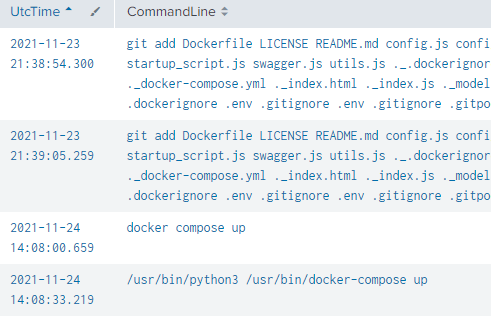 UtcTime CommandLine
2021-11-23 git add Dockerfile LICENSE README.md config.js confi
21:38:54.300 startup_script.js swagger.js utils.js ._.dockerignor
._docker-compose.yml ._index.html ._index.js ._model
.dockerignore .env .gitignore .env .gitignore .gitpo
2021-11-23 git add Dockerfile LICENSE README.md config.js confi
21:39:05.259 startup_script.js swagger.js utils.js ._.dockerignor
._docker-compose.yml ._index.html ._index.js ._model
.dockerignore .env .gitignore .env .gitignore .gitpo
2021-11-24 docker compose up
14:08:00.659
2021-11-24 /usr/bin/python3 /usr/bin/docker-compose up
14:08:33.219